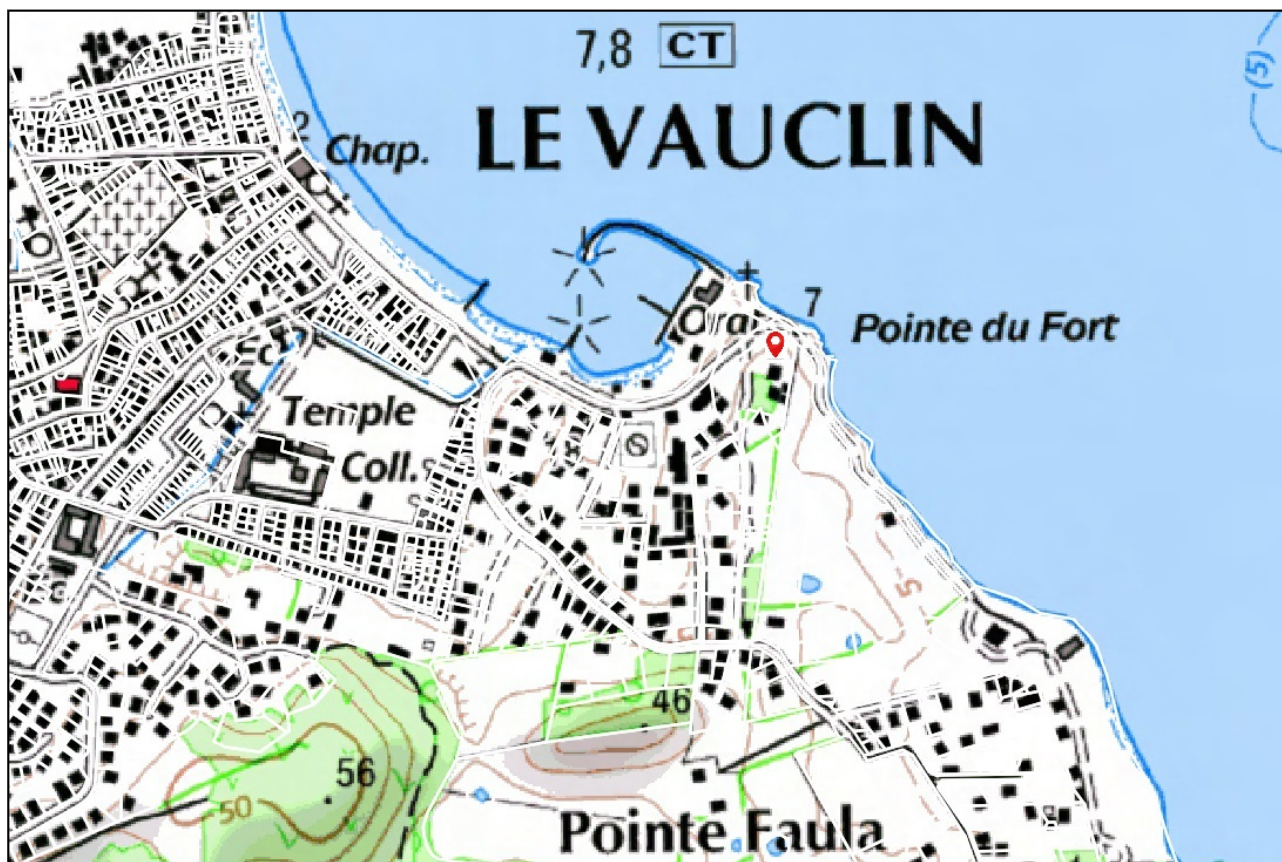 7,8 CT
(5)
LE VAUCLIN
2
Chap.
7
Pointe du Fort
Temple
Coll.
5
46
56
50
Pointe Faula